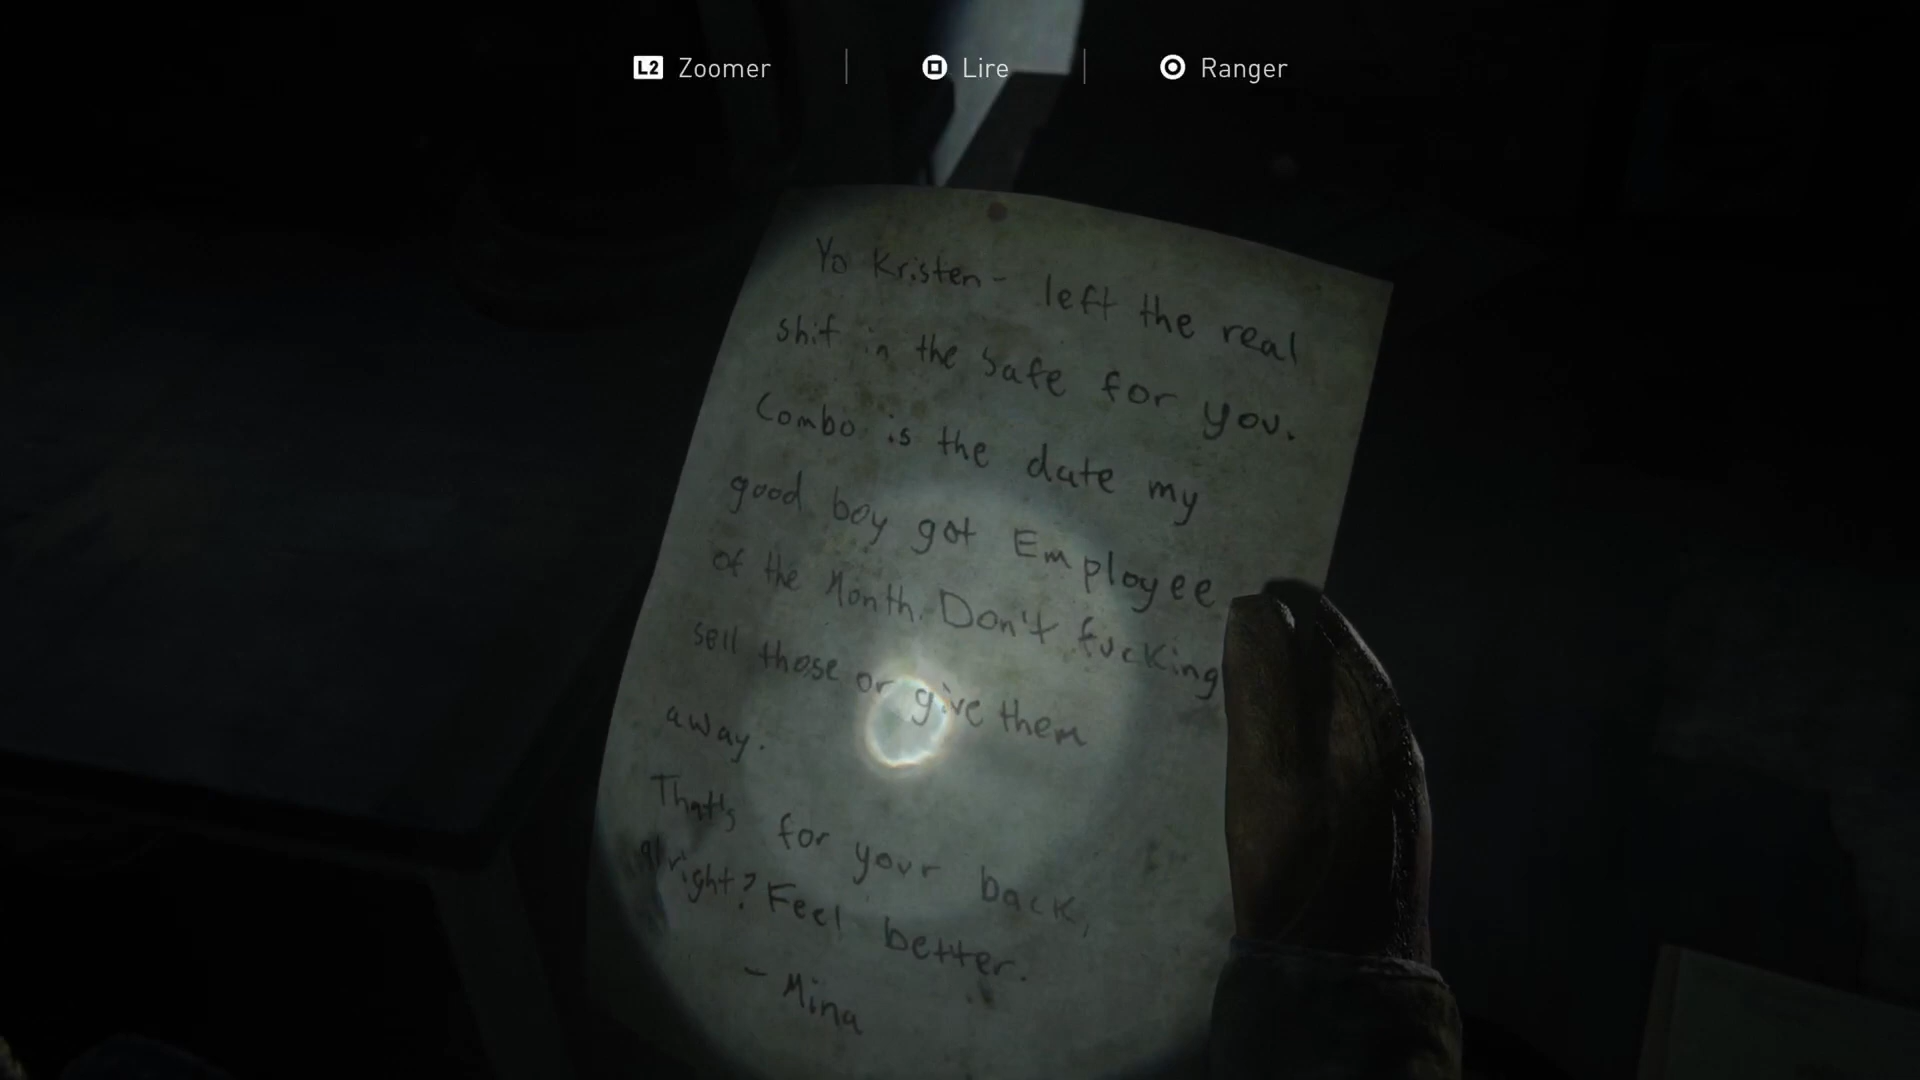 L2 Zoomer | Lire | Ranger
Yo Kristen - left the real
shit in the safe for you.
Combo is the date my
good boy got Employee
of the Month. Don't fucking
sell those or give them
away.
That's for your back,
alright? Feel better.
- Mina